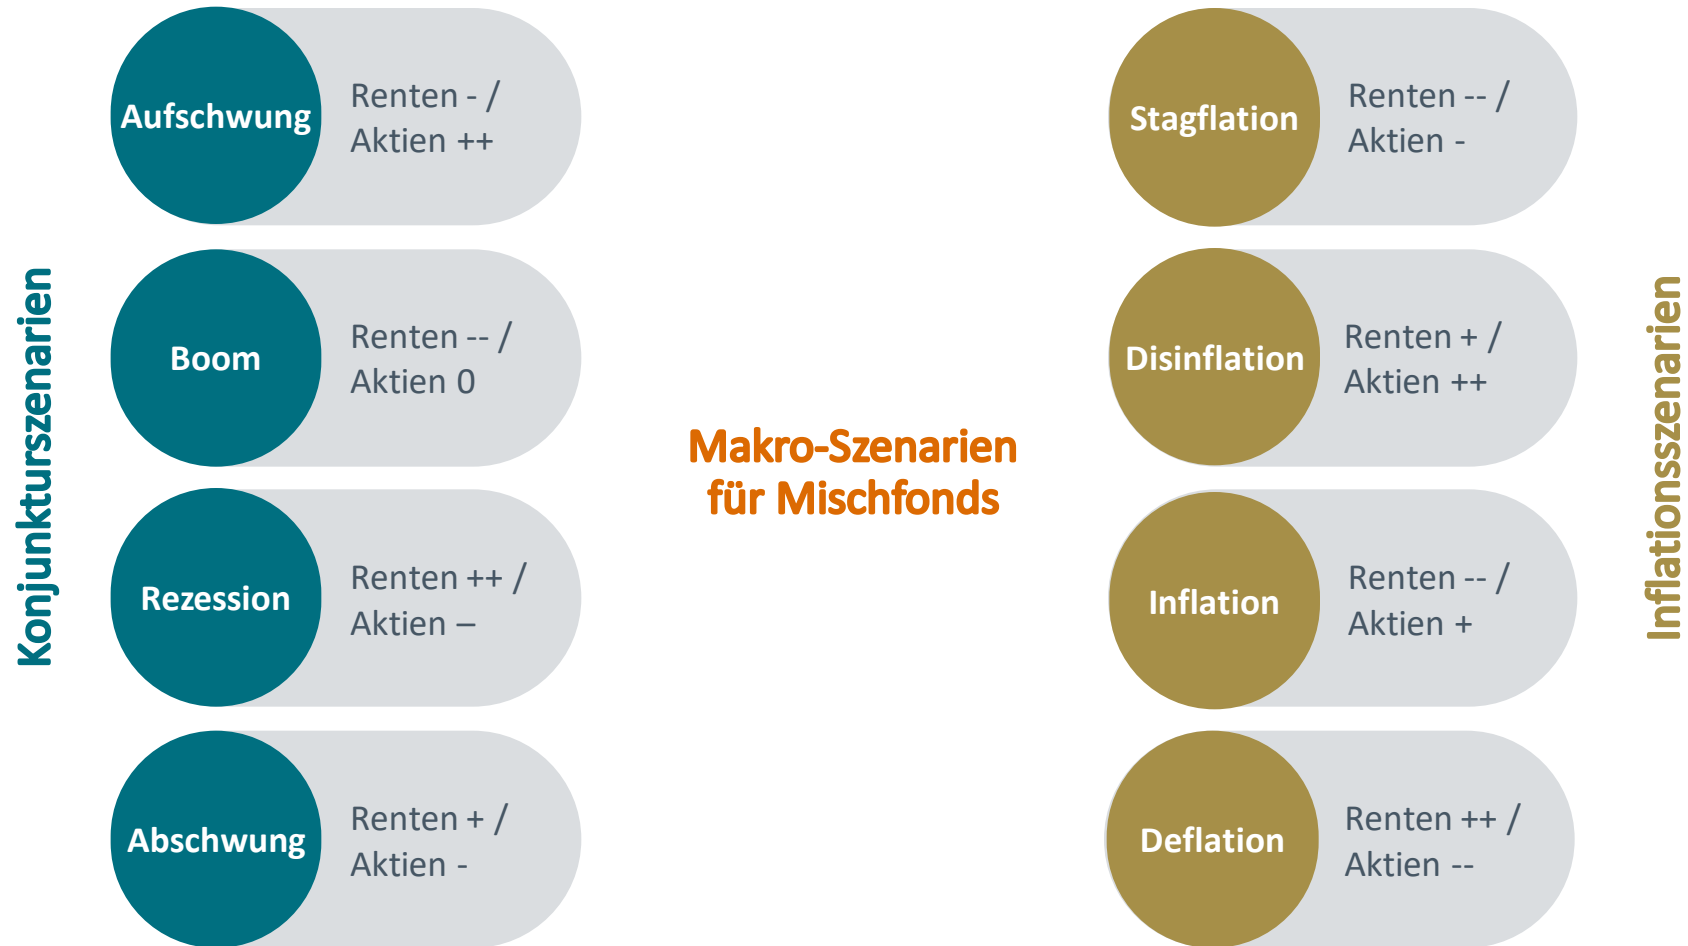 Konjunkturszenarien
Aufschwung
Renten - /
Aktien ++
Boom
Renten -- /
Aktien 0
Rezession
Renten ++ /
Aktien –
Abschwung
Renten + /
Aktien -
Makro-Szenarien
für Mischfonds
Stagflation
Renten -- /
Aktien -
Disinflation
Renten + /
Aktien ++
Inflation
Renten -- /
Aktien +
Deflation
Renten ++ /
Aktien --
Inflationsszenarien